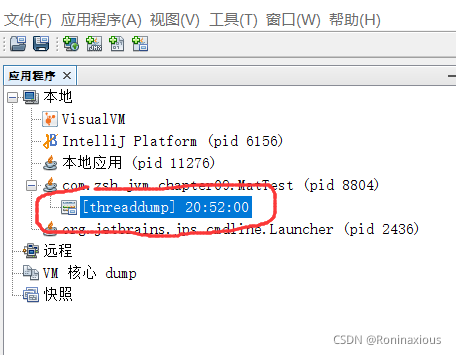 文件(F) 应用程序(A) 视图(V) 工具(T) 窗口(W) 帮助(H)
应用程序 ×
本地
VisualVM
IntelliJ Platform (pid 6156)
本地应用 (pid 11276)
com.zsh.jvm.chapter09.MatTest (pid 8804)
[threaddump] 20:52:00
org.jetbrains.jps.cmdline.Launcher (pid 2436)
远程
VM 核心 dump
快照
CSDN @Roninaxious